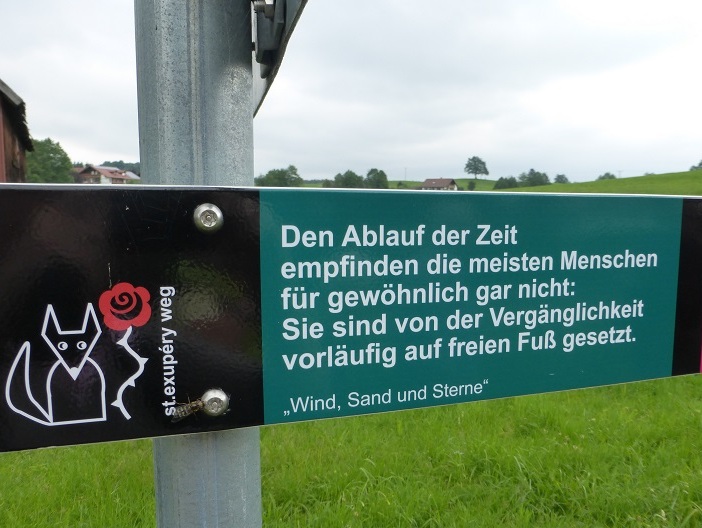 Den Ablauf der Zeit
empfinden die meisten Menschen
für gewöhnlich gar nicht:
Sie sind von der Vergänglichkeit
vorläufig auf freien Fuß gesetzt.
„Wind, Sand und Sterne“
st.exupéry weg